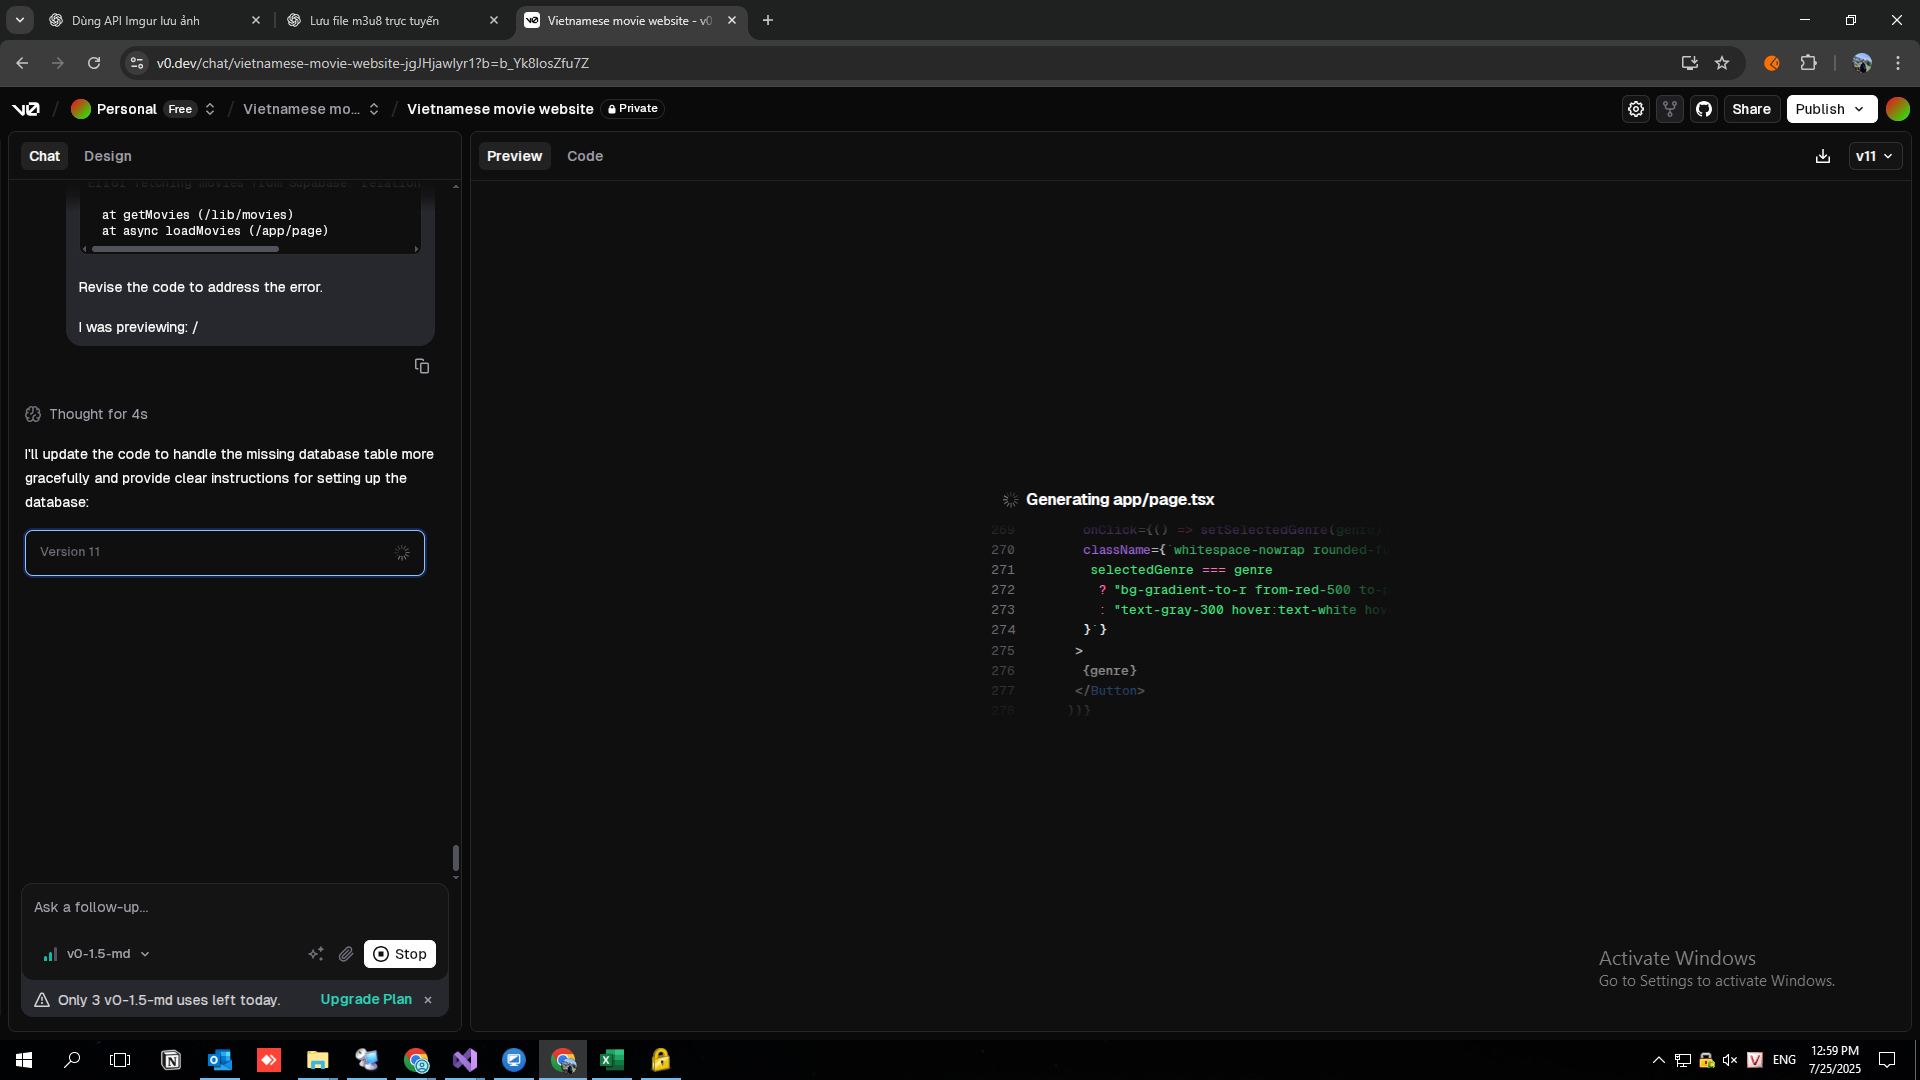 Dùng API Imgur lưu ảnh
Lưu file m3u8 trực tuyến
Vietnamese movie website - v0
v0.dev/chat/vietnamese-movie-website-jgJHjawlyr1?b=b_Yk8losZfu7Z
Personal Free / Vietnamese mo... / Vietnamese movie website Private
Share
Publish
Chat
Design
Preview
Code
v11
Error fetching movies from Supabase: relation
at getMovies (/lib/movies)
at async loadMovies (/app/page)
Revise the code to address the error.
I was previewing: /
Thought for 4s
I'll update the code to handle the missing database table more
gracefully and provide clear instructions for setting up the
database:
Version 11
Generating app/page.tsx
269 onClick={() => setSelectedGenre(genre)
270 className={`whitespace-nowrap rounded-fu
271 selectedGenre === genre
272 ? "bg-gradient-to-r from-red-500 to-p
273 : "text-gray-300 hover:text-white hov
274 }`}
275 >
276 {genre}
277 </Button>
278 ))}
Ask a follow-up...
v0-1.5-md
Stop
Only 3 v0-1.5-md uses left today.
Upgrade Plan
Activate Windows
Go to Settings to activate Windows.
ENG
12:59 PM
7/25/2025